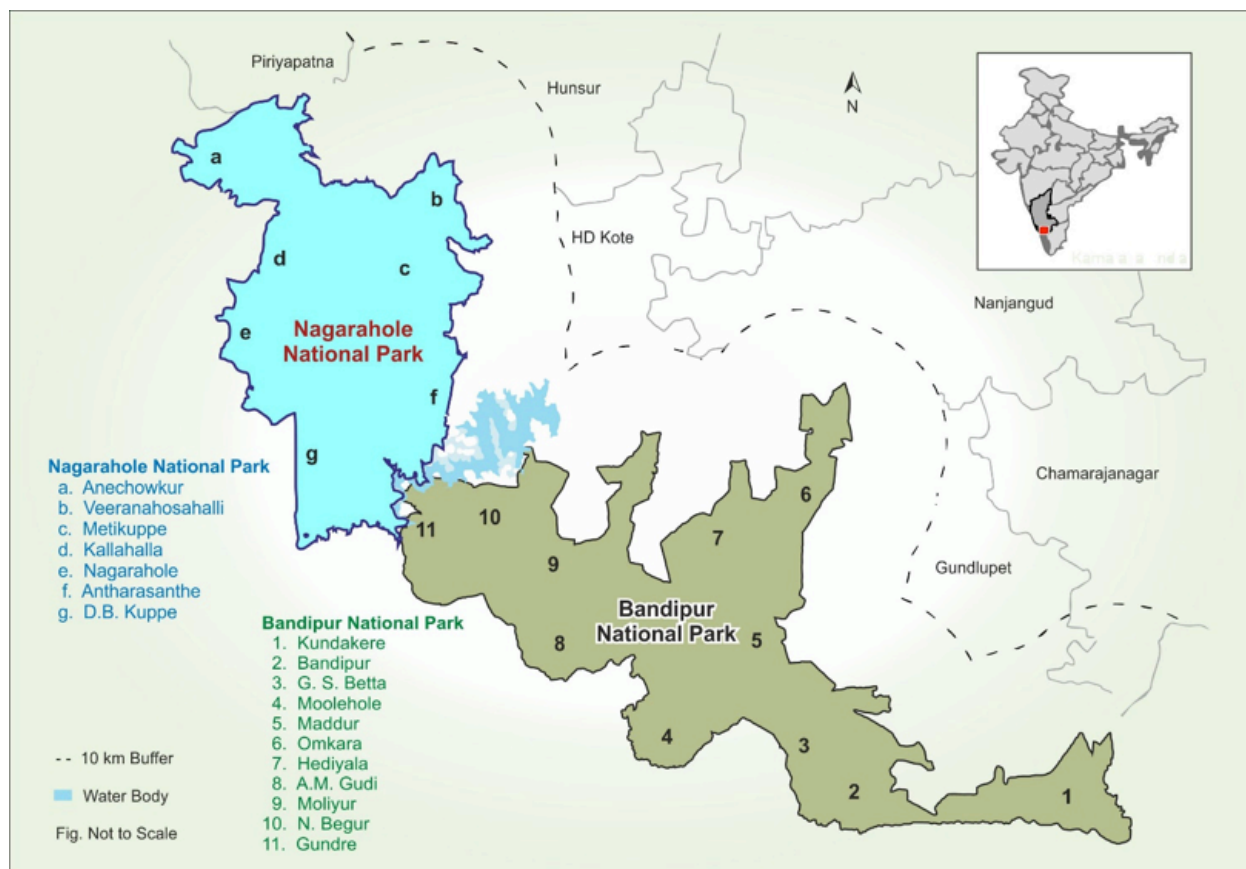 Piriyapatna
Hunsur
N
a
b
HD Kote
d
c
Nanjangud
Nagarahole
National Park
e
f
g
Chamarajanagar
Nagarahole National Park
a. Anechowkur
b. Veeranahosahalli
c. Metikuppe
d. Kallahalla
e. Nagarahole
f. Antharasanthe
g. D.B. Kuppe
11
10
9
8
7
6
Gundlupet
Bandipur
National Park
5
4
3
2
1
Bandipur National Park
1. Kundakere
2. Bandipur
3. G. S. Betta
4. Moolehole
5. Maddur
6. Omkara
7. Hediyala
8. A.M. Gudi
9. Moliyur
10. N. Begur
11. Gundre
-- 10 km Buffer
Water Body
Fig. Not to Scale